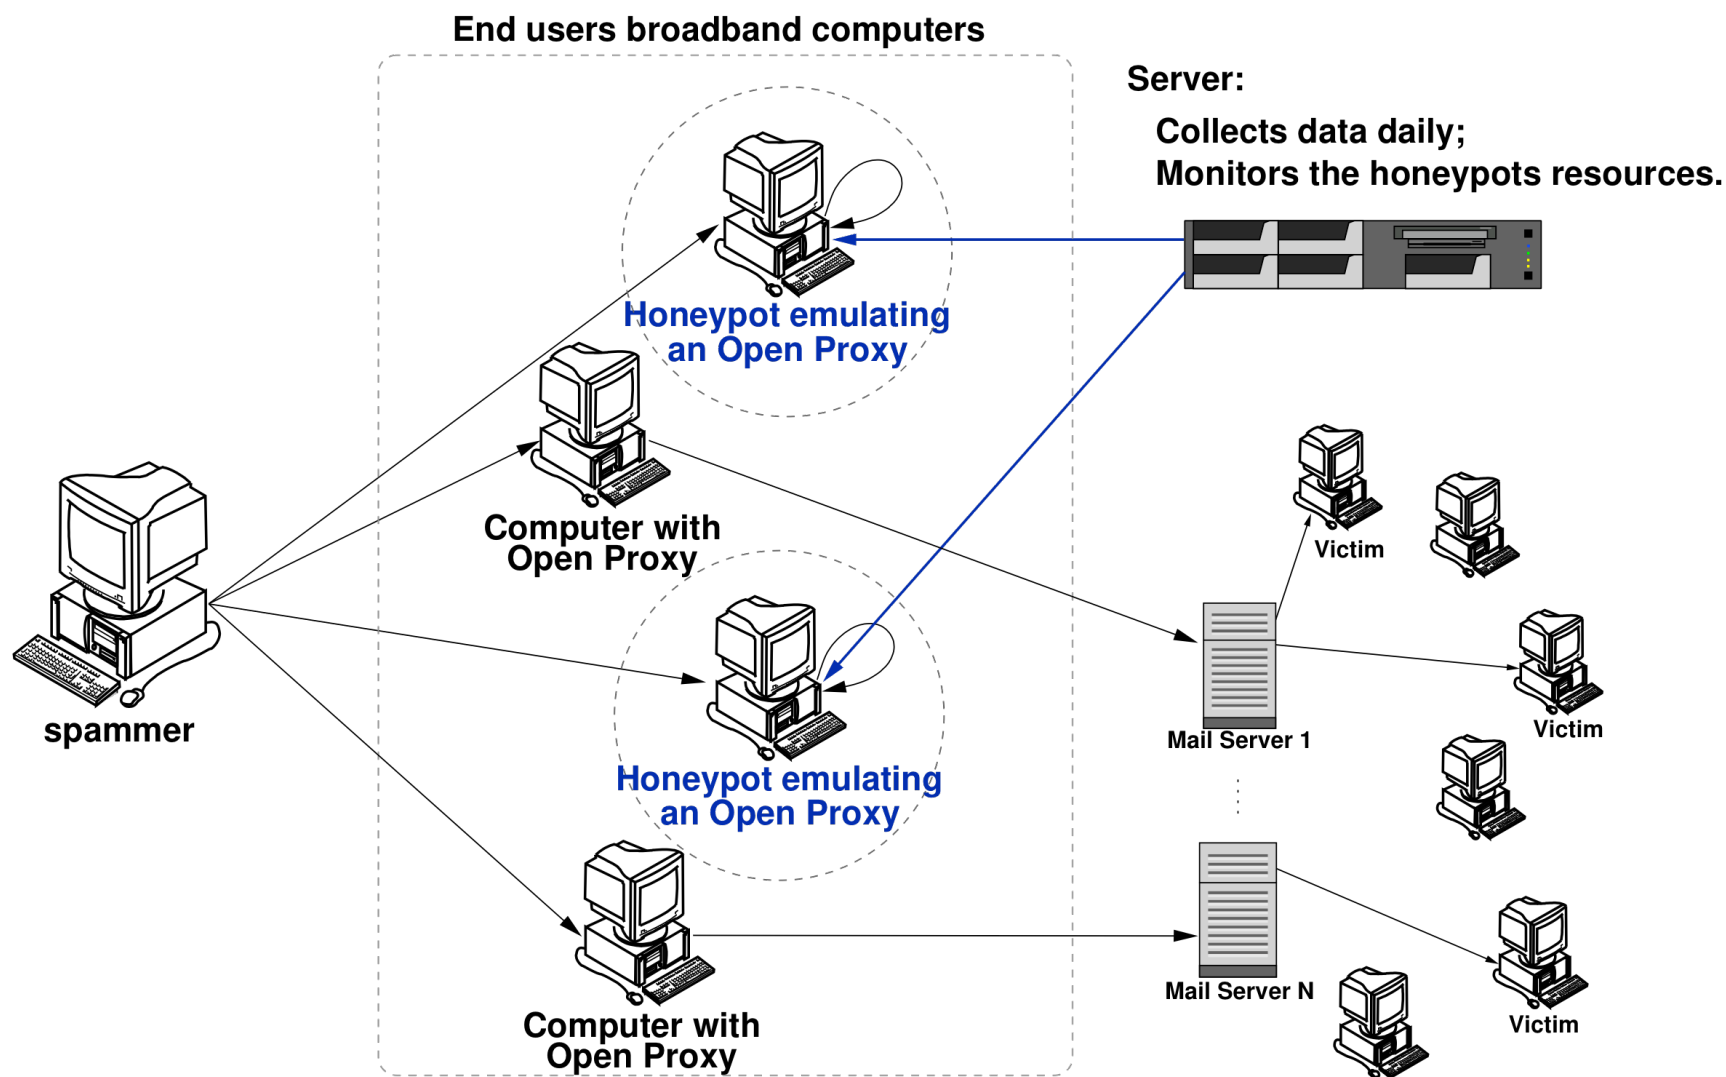 End users broadband computers
Server:
Collects data daily;
Monitors the honeypots resources.
Honeypot emulating
an Open Proxy
Computer with
Open Proxy
spammer
Honeypot emulating
an Open Proxy
Computer with
Open Proxy
Victim
Victim
Mail Server 1
Mail Server N
Victim